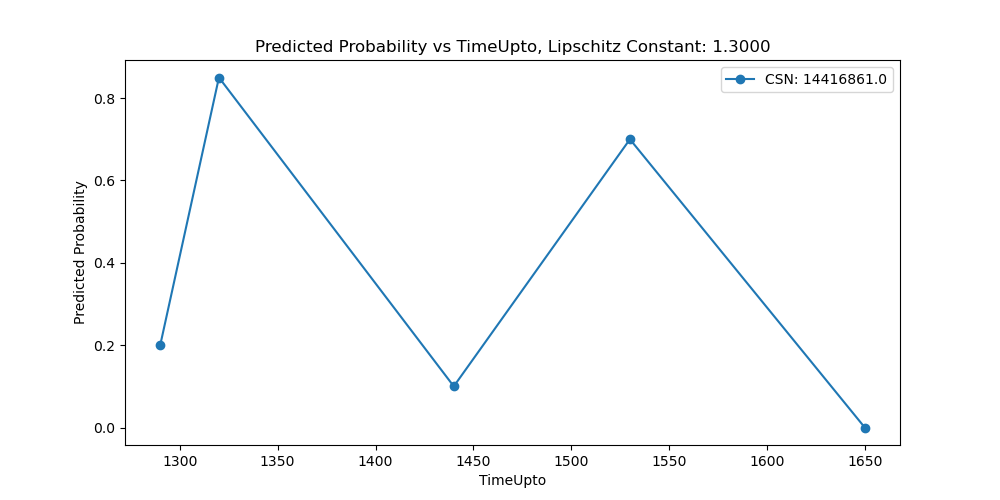 Predicted Probability vs TimeUpto, Lipschitz Constant: 1.3000
CSN: 14416861.0
Predicted Probability
0.8
0.6
0.4
0.2
0.0
1300 1350 1400 1450 1500 1550 1600 1650
TimeUpto